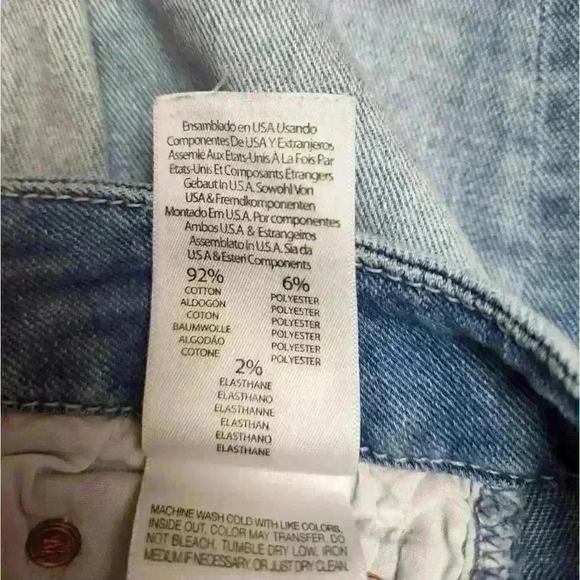 Ensamblado en USA Usando
Componentes De USA Y Extranjeros
Assemlé Aux Etats-Unis À La Fois Par
Etats-Unis Et Composants Etrangers
Gebaut in U.S.A. Sowohl Von
USA & Fremdkomponenten
Montado Em U.S.A. Por componentes
Ambos U.S.A & Estrangeiros
Assemblato in U.S.A. Sia da
U.S.A & Esteri Components
92% 6%
COTTON POLYESTER
ALDOGÓN POLYESTER
COTON POLYESTER
BAUMWOLLE POLYESTER
ALGODÃO POLYESTER
COTONE POLYESTER
2%
ELASTHANE
ELASTHANO
ELASTHANNE
ELASTHAN
ELASTHANO
ELASTHANE
MACHINE WASH COLD WITH LIKE COLORS,
INSIDE OUT, COLOR MAY TRANSFER. DO
NOT BLEACH. TUMBLE DRY LOW. IRON
MEDIUM IF NECESSARY. OR JUST DRY CLEAN.